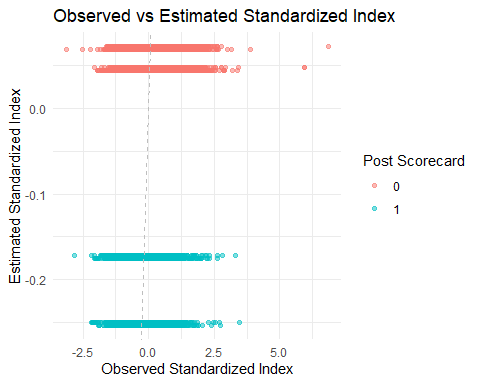 Observed vs Estimated Standardized Index
Estimated Standardized Index
0.0
-0.1
-0.2
-2.5 0.0 2.5 5.0
Observed Standardized Index
Post Scorecard
0
1